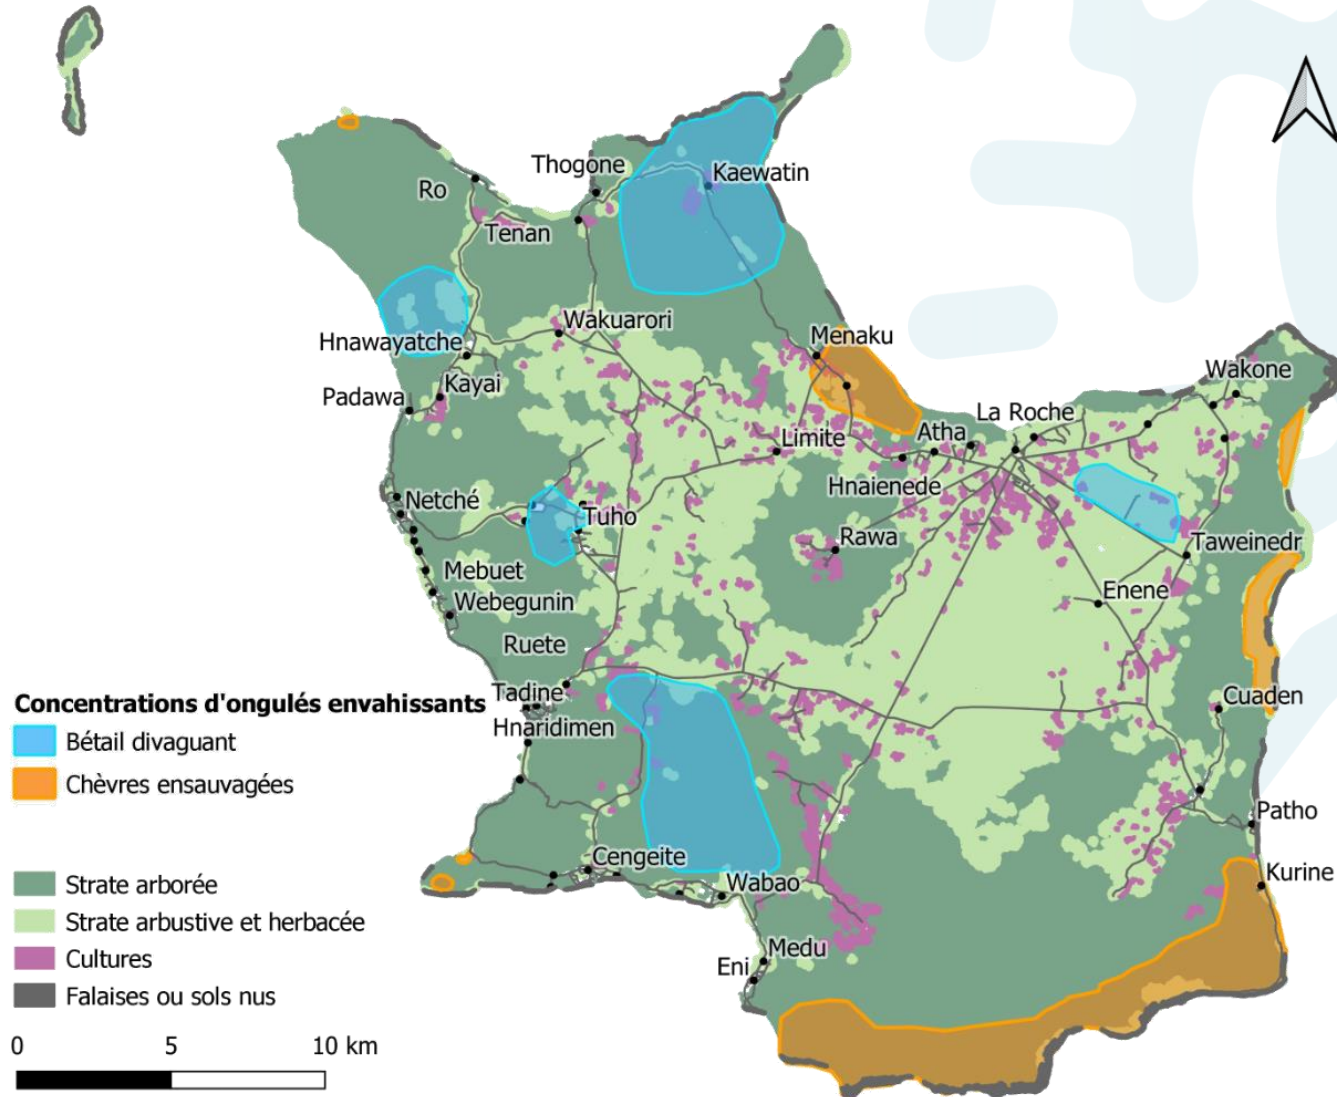 Thogone
Kaewatin
Ro
Tenan
Wakuarori
Menaku
Hnawayatche
Wakone
Kayai
Padawa
La Roche
Atha
Limite
Hnaienede
Netché
Tuho
Rawa
Taweinedr
Mebuet
Enene
Webegunin
Ruete
Tadine
Cuaden
Hnaridimen
Patho
Cengeite
Wabao
Kurine
Medu
Eni
Concentrations d'ongulés envahissants
Bétail divaguant
Chèvres ensauvagées
Strate arborée
Strate arbustive et herbacée
Cultures
Falaises ou sols nus
0 5 10 km